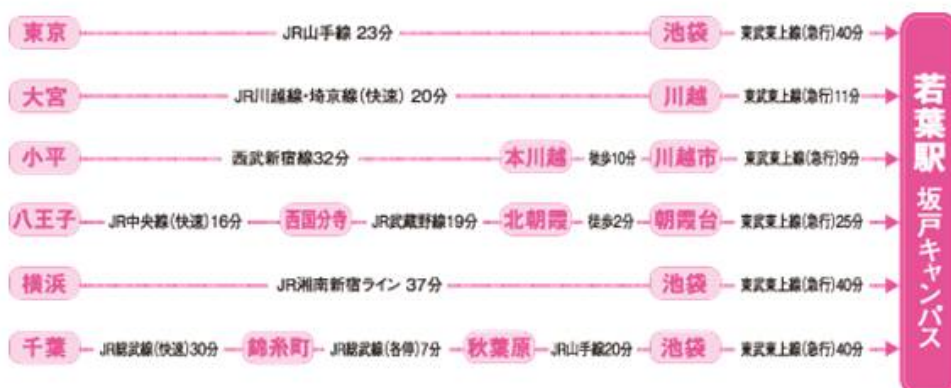 東京 JR山手線 23分 池袋 東武東上線(急行)40分
大宮 JR川越線・埼京線(快速) 20分 川越 東武東上線(急行)11分
小平 西武新宿線32分 本川越 徒歩10分 川越市 東武東上線(急行)9分
八王子 JR中央線(快速)16分 西国分寺 JR武蔵野線19分 北朝霞 徒歩2分 朝霞台 東武東上線(急行)25分
横浜 JR湘南新宿ライン 37分 池袋 東武東上線(急行)40分
千葉 JR総武線(快速)30分 錦糸町 JR総武線(各停)7分 秋葉原 JR山手線20分 池袋 東武東上線(急行)40分
若葉駅 坂戸キャンパス